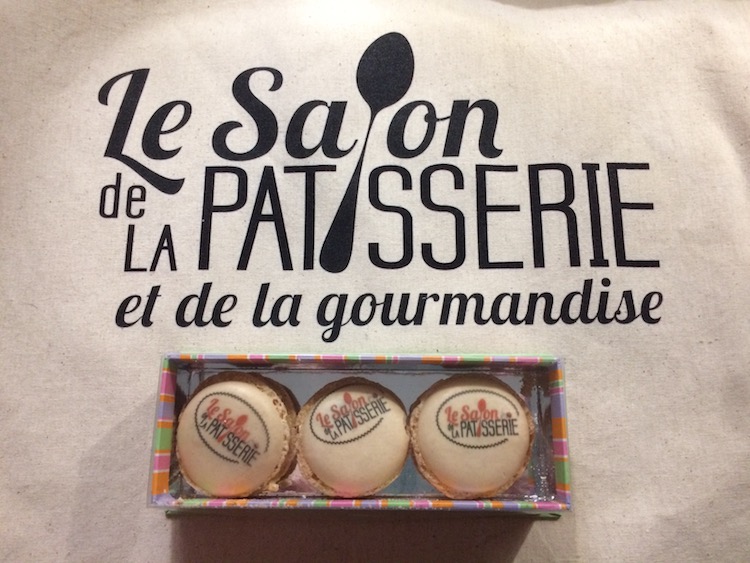 Le Salon
de
LA PATISSERIE
et de la gourmandise
Le Salon
de
LA PATISSERIE
Le Salon
de
LA PATISSERIE
Le Salon
de
LA PATISSERIE